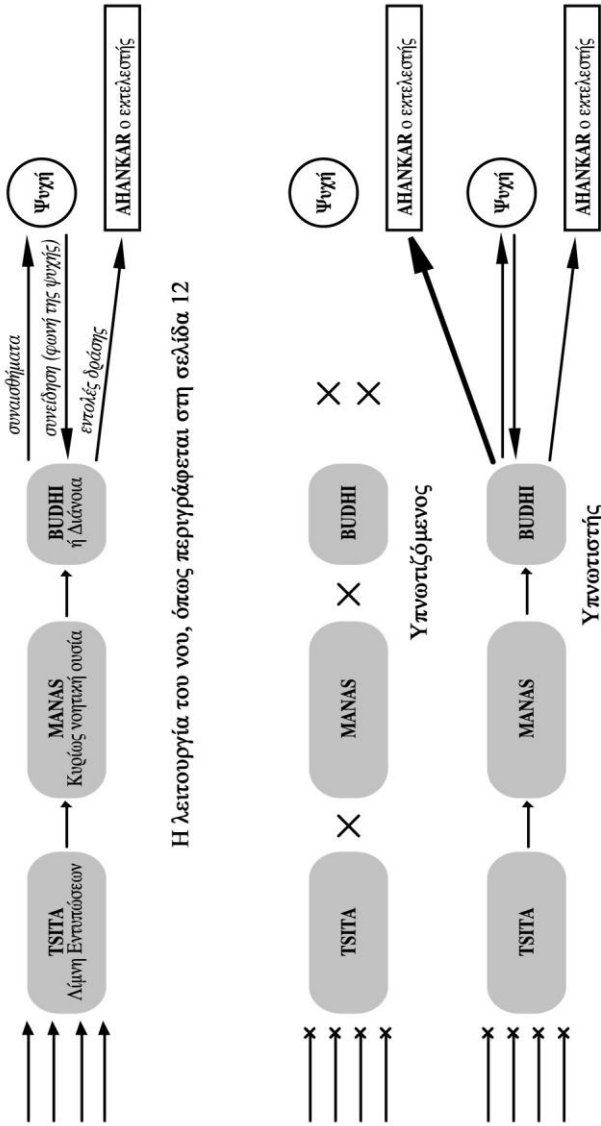 TSITA
Λίμνη Εντυπώσεων
MANAS
Κυρίως νοητική ουσία
BUDHI
ή Διάνοια
συναισθήματα
συνείδηση (φωνή της ψυχής)
εντολές δράσης
Ψυχή
AHANKAR ο εκτελεστής
Η λειτουργία του νου, όπως περιγράφεται στη σελίδα 12
TSITA
MANAS
BUDHI
Ψυχή
AHANKAR ο εκτελεστής
Υπνωτιζόμενος
TSITA
MANAS
BUDHI
Ψυχή
AHANKAR ο εκτελεστής
Υπνωτιστής